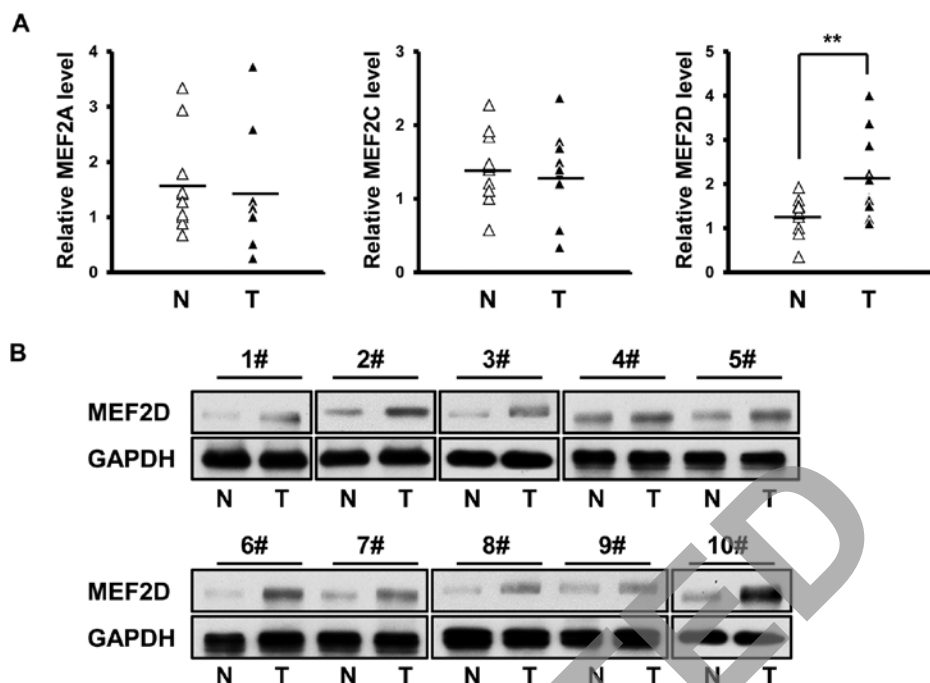 A
Relative MEF2A level
4
3
2
1
0
N T
Relative MEF2C level
3
2
1
0
N T
Relative MEF2D level
5
4
3
2
1
0
**
N T
B
1# 2# 3# 4# 5#
MEF2D
GAPDH
N T N T N T N T N T
6# 7# 8# 9# 10#
MEF2D
GAPDH
N T N T N T N T N T
TED